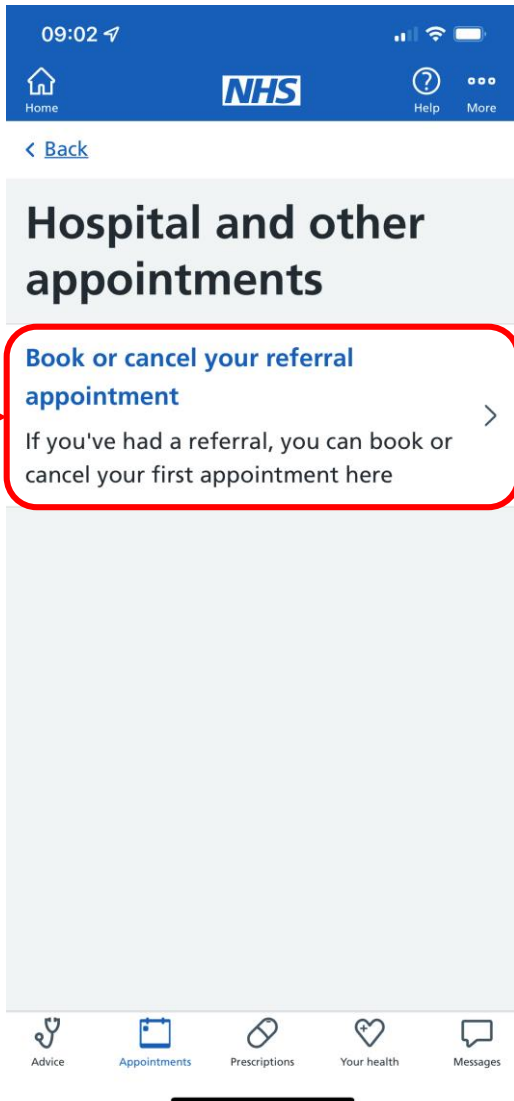 09:02
Home
NHS
Help
More
Back
Hospital and other
appointments
Book or cancel your referral
appointment
If you've had a referral, you can book or
cancel your first appointment here
Advice
Appointments
Prescriptions
Your health
Messages